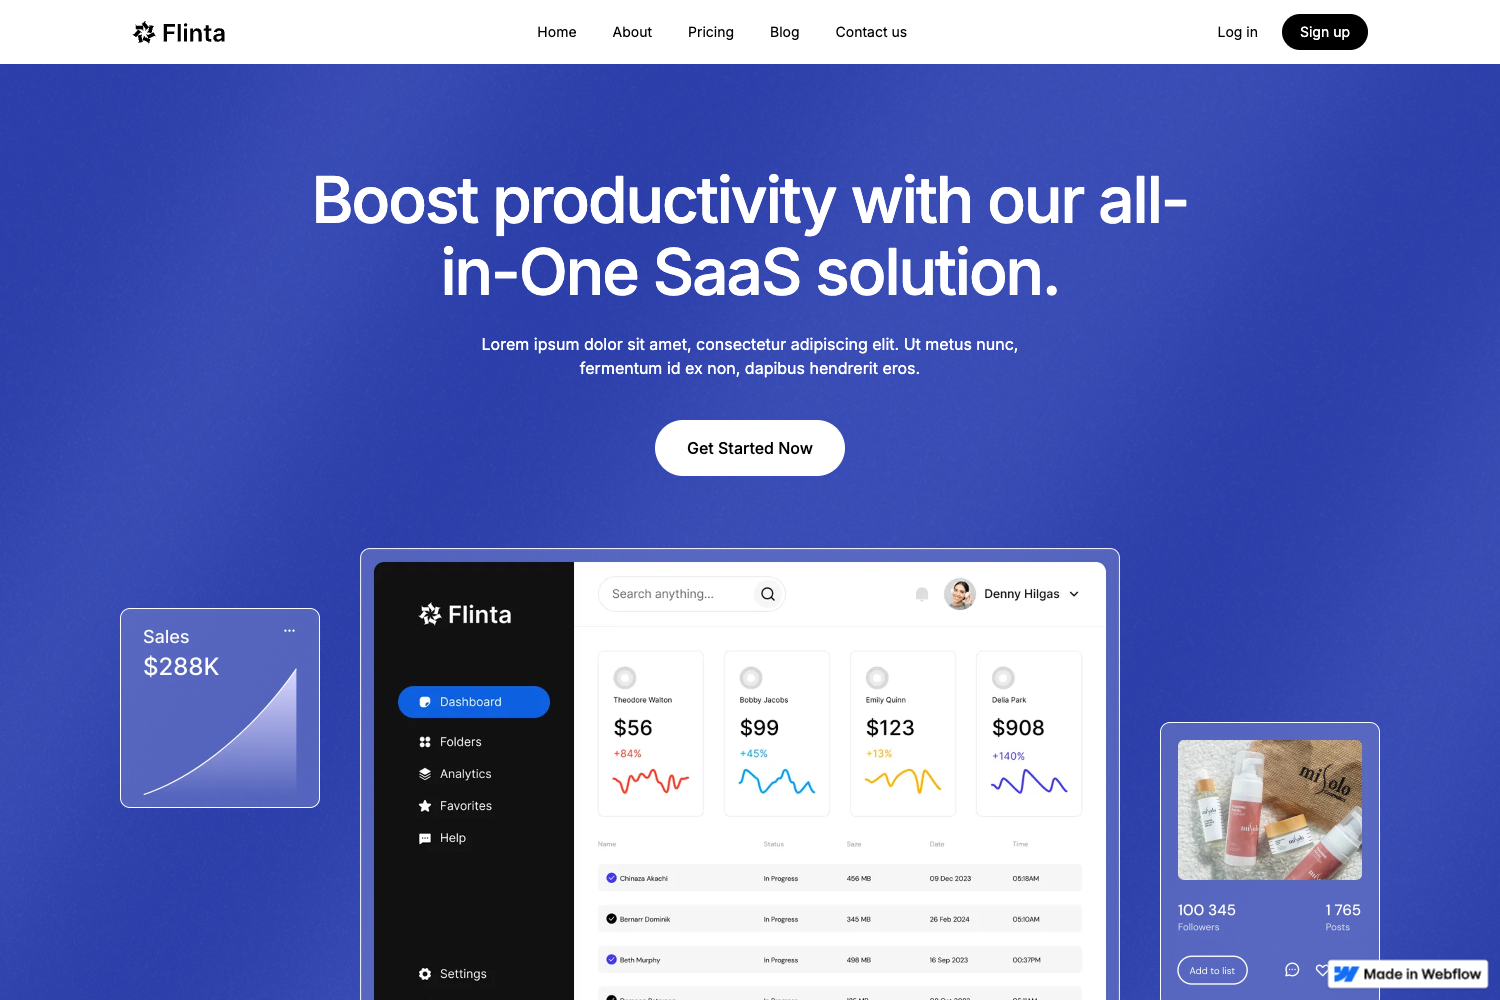 Flinta
Home
About
Pricing
Blog
Contact us
Log in
Sign up
Boost productivity with our all-
in-One SaaS solution.
Lorem ipsum dolor sit amet, consectetur adipiscing elit. Ut metus nunc,
fermentum id ex non, dapibus hendrerit eros.
Get Started Now
Sales
$288K
Flinta
Dashboard
Folders
Analytics
Favorites
Help
Settings
Search anything...
Denny Hilgas
Theodore Walton
$56
+84%
Bobby Jacobs
$99
+45%
Emily Quinn
$123
+13%
Delia Park
$908
+140%
Name Status Saze Date Time
Chinaza Akachi In Progress 456 MB 09 Dec 2023 05:18AM
Bernarr Dominik In Progress 345 MB 26 Feb 2024 05:10AM
Beth Murphy In Progress 498 MB 16 Sep 2023 00:37PM
misolo
100 345
Followers
1 765
Posts
Add to list
Made in Webflow